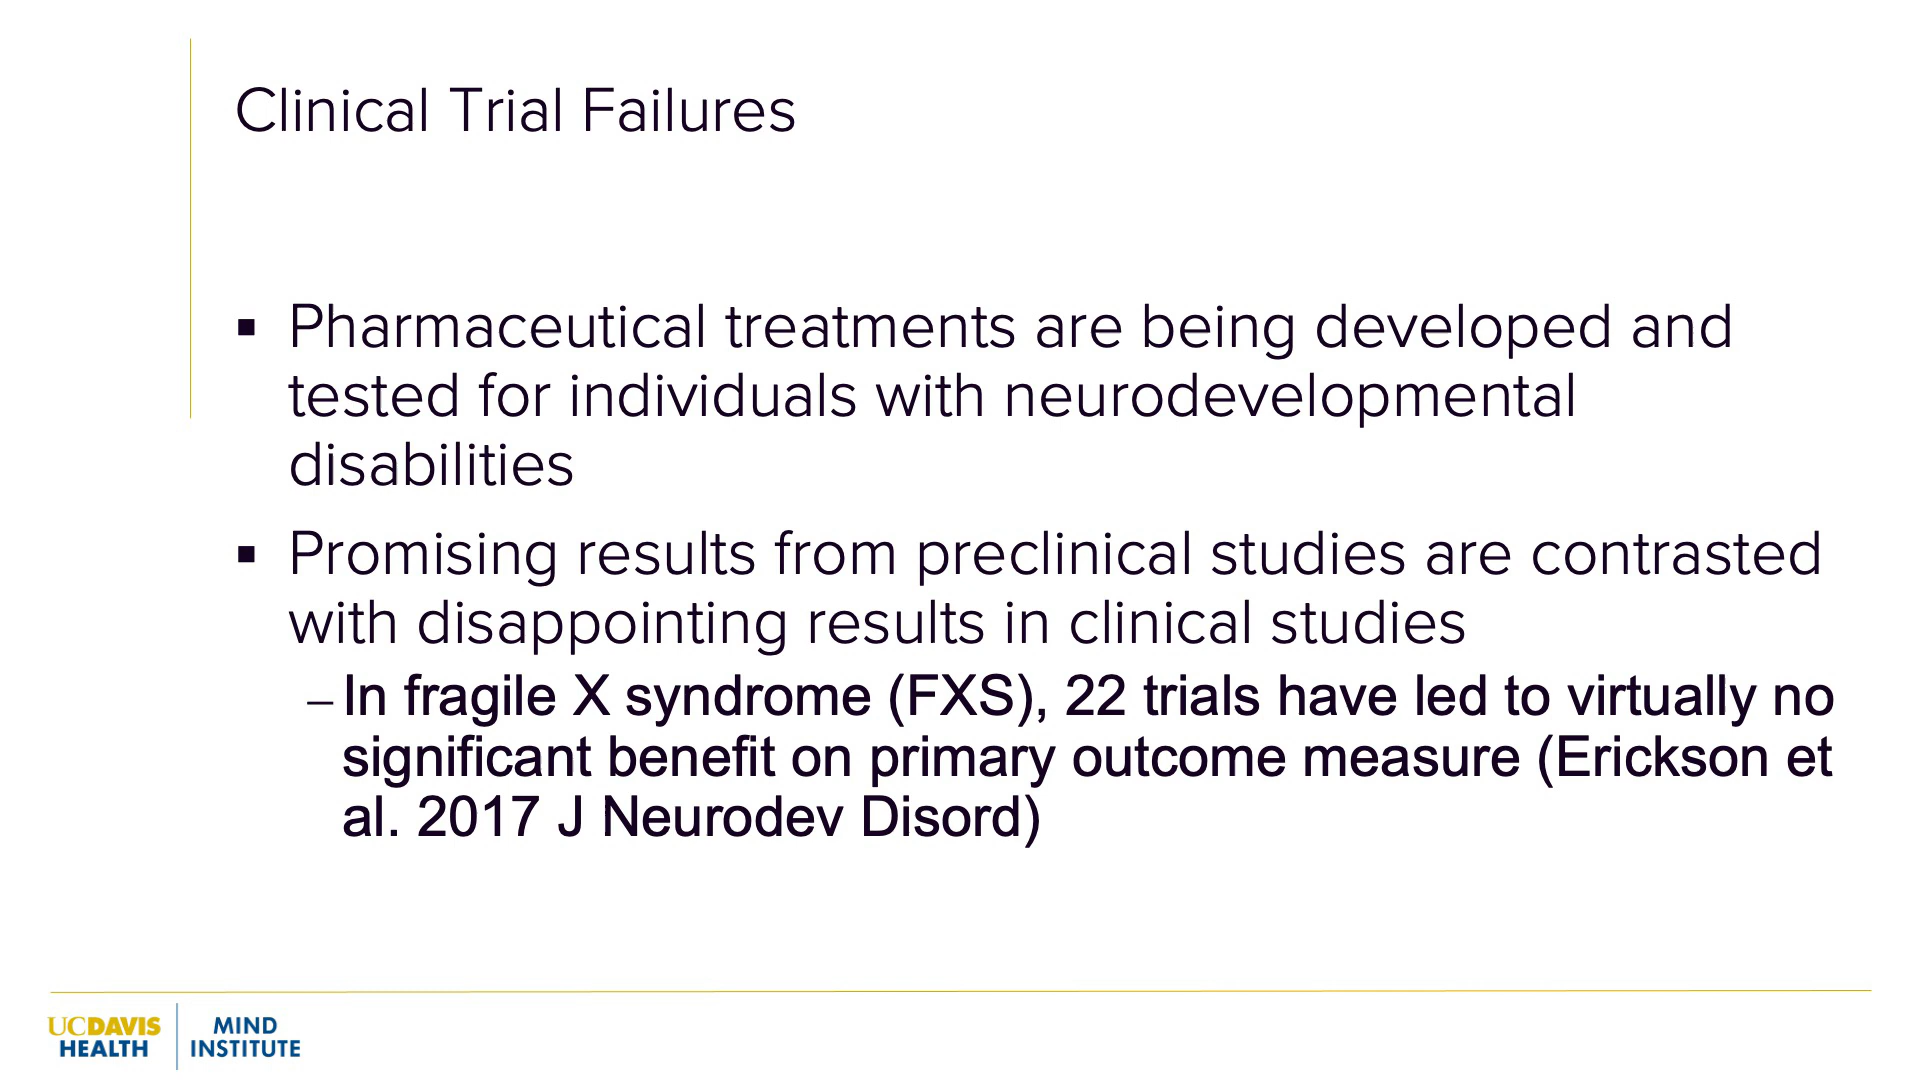 Clinical Trial Failures
▪ Pharmaceutical treatments are being developed and
tested for individuals with neurodevelopmental
disabilities
▪ Promising results from preclinical studies are contrasted
with disappointing results in clinical studies
– In fragile X syndrome (FXS), 22 trials have led to virtually no
significant benefit on primary outcome measure (Erickson et
al. 2017 J Neurodev Disord)
UCDAVIS
HEALTH
MIND
INSTITUTE